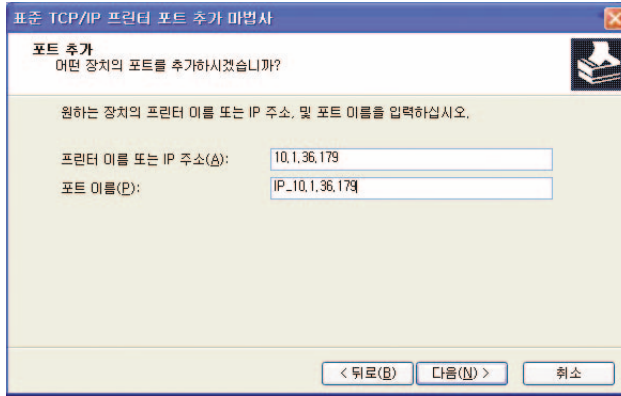 표준 TCP/IP 프린터 포트 추가 마법사
포트 추가
어떤 장치의 포트를 추가하시겠습니까?
원하는 장치의 프린터 이름 또는 IP 주소, 및 포트 이름을 입력하십시오.
프린터 이름 또는 IP 주소(A): 10.1.36.179
포트 이름(P): IP_10.1.36.179
< 뒤로(B) 다음(N) > 취소